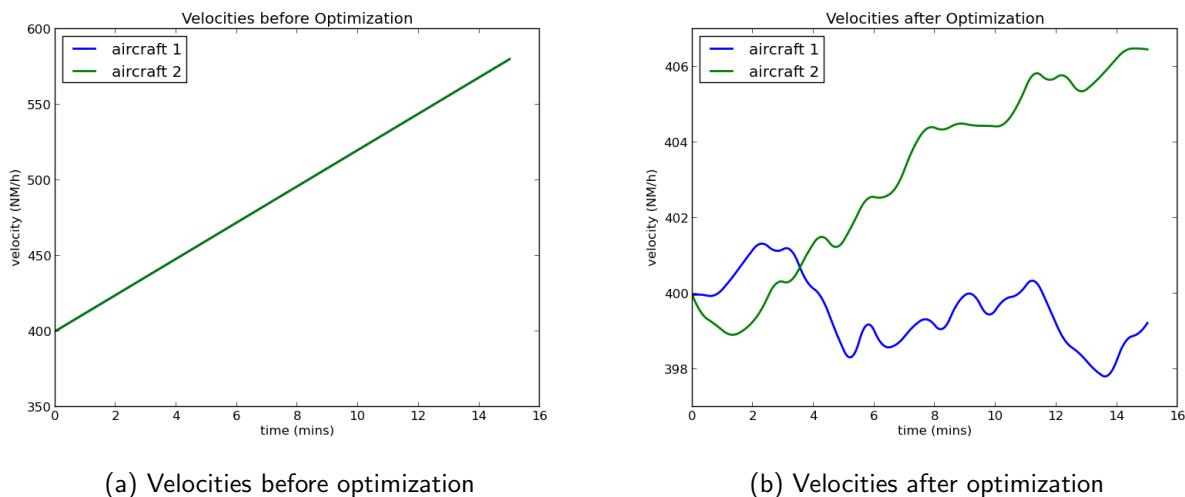 Velocities before Optimization
600
550
500
450
400
350
velocity (NM/h)
aircraft 1
aircraft 2
0 2 4 6 8 10 12 14 16
time (mins)
(a) Velocities before optimization
Velocities after Optimization
406
404
402
400
398
velocity (NM/h)
aircraft 1
aircraft 2
0 2 4 6 8 10 12 14 16
time (mins)
(b) Velocities after optimization